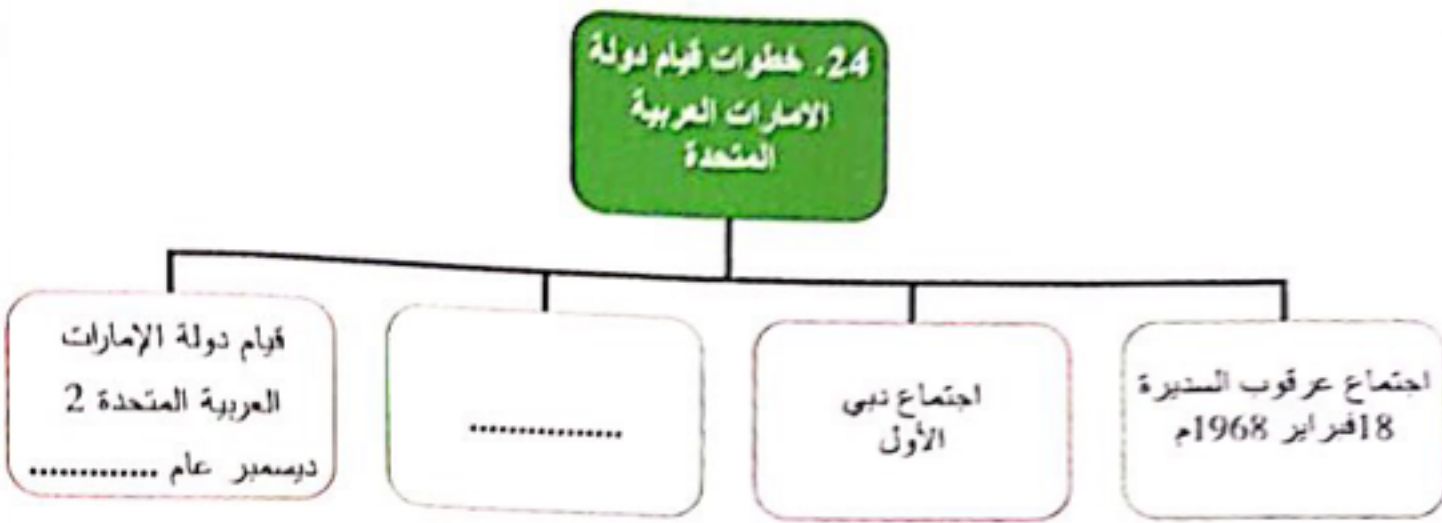 24. خطوات قيام دولة
الامارات العربية
المتحدة
اجتماع عرقوب السديرة
18فبراير 1968م
اجتماع دبي
الأول
................
قيام دولة الإمارات
العربية المتحدة 2
ديسمبر عام .............